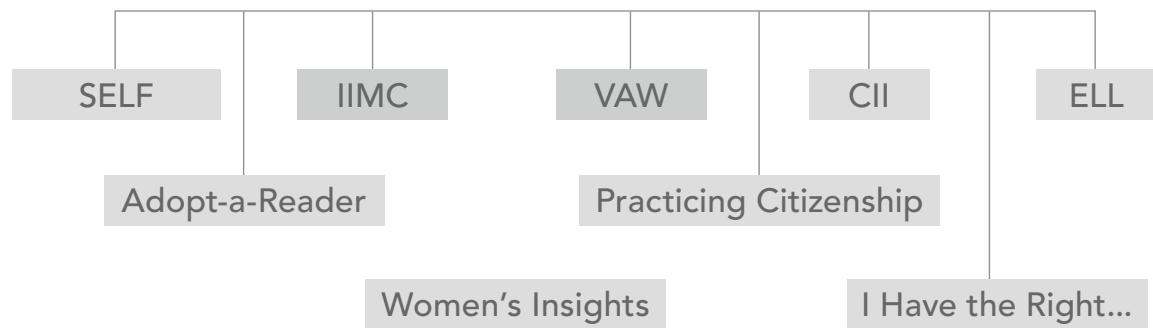 SELF
IIMC
VAW
CII
ELL
Adopt-a-Reader
Practicing Citizenship
Women’s Insights
I Have the Right...